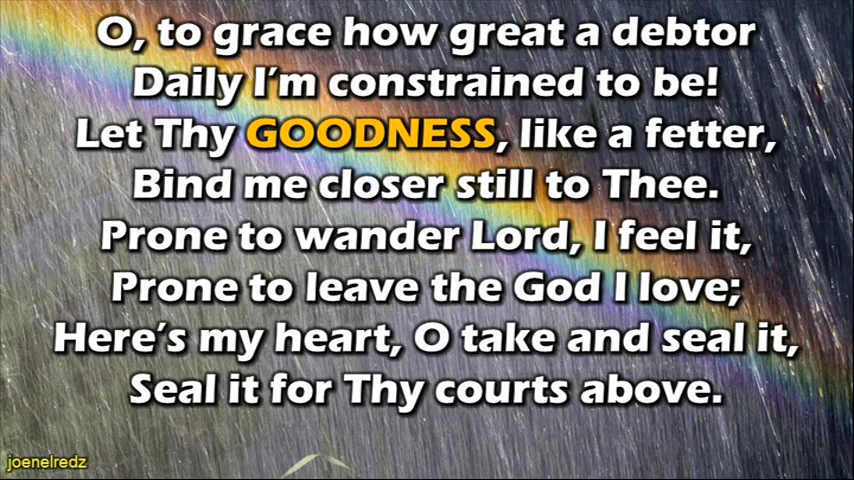 O, to grace how great a debtor
Daily I'm constrained to be!
Let Thy GOODNESS, like a fetter,
Bind me closer still to Thee.
Prone to wander Lord, I feel it,
Prone to leave the God I love;
Here's my heart, O take and seal it,
Seal it for Thy courts above.
joenelredz